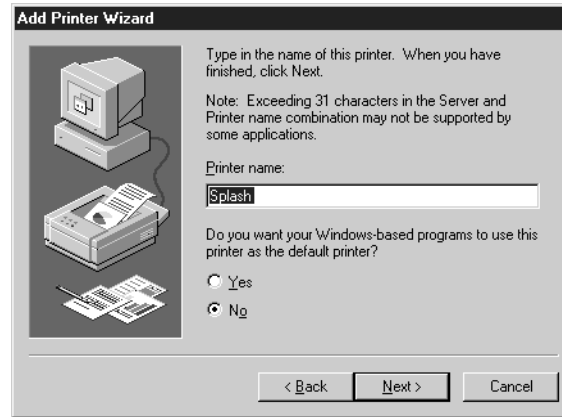 Add Printer Wizard
Type in the name of this printer.  When you have
finished, click Next.
Note:  Exceeding 31 characters in the Server and
Printer name combination may not be supported by
some applications.
Printer name:
Splash
Do you want your Windows-based programs to use this
printer as the default printer?
Yes
No
< Back
Next >
Cancel